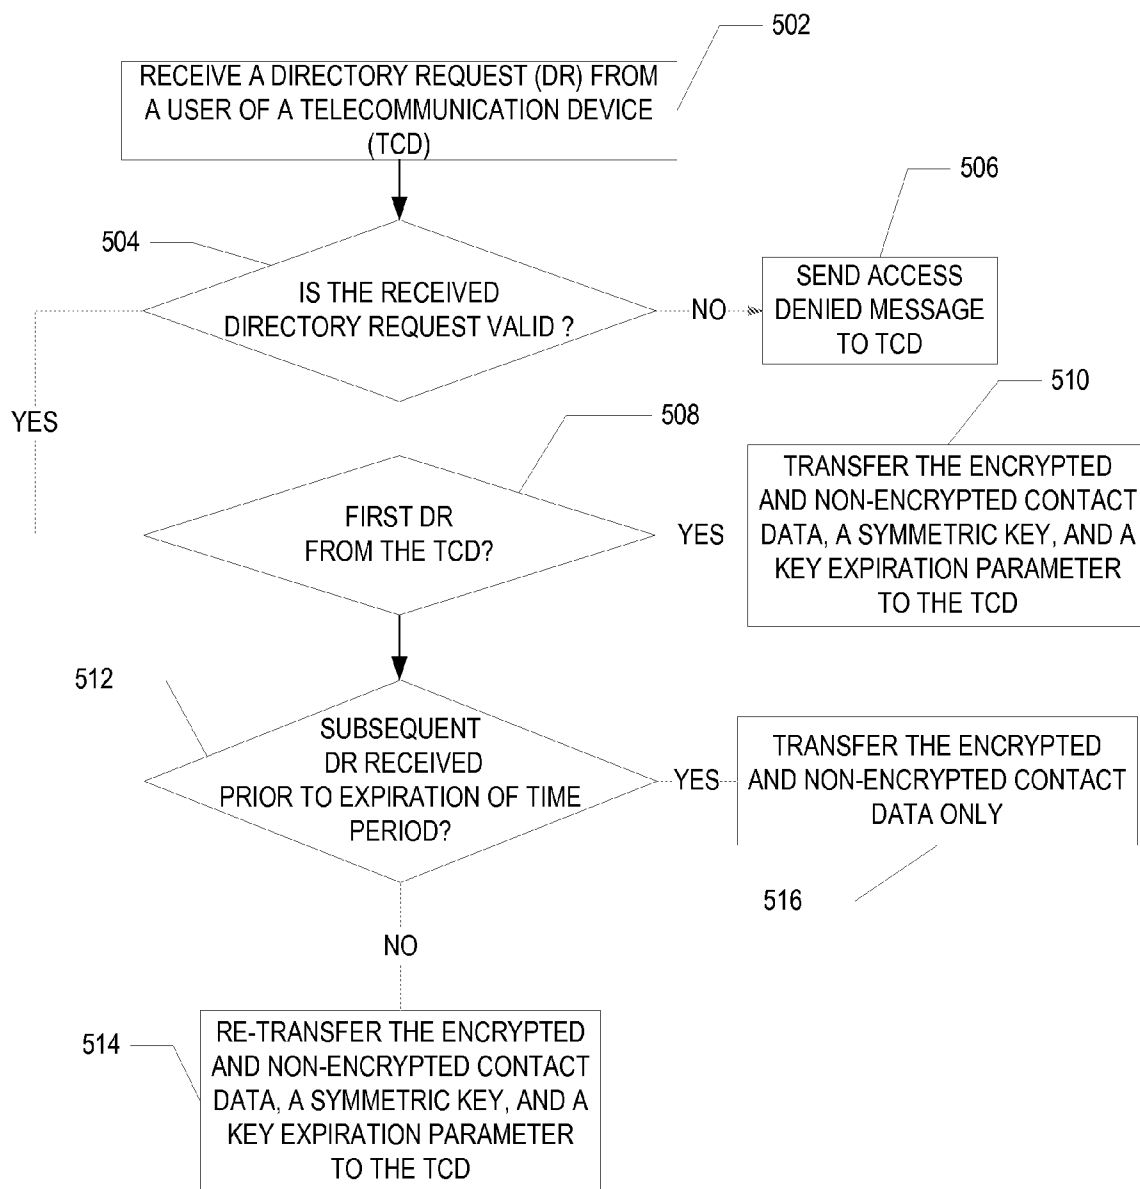 502
RECEIVE A DIRECTORY REQUEST (DR) FROM
A USER OF A TELECOMMUNICATION DEVICE
(TCD)
504
IS THE RECEIVED
DIRECTORY REQUEST VALID ?
NO
506
SEND ACCESS
DENIED MESSAGE
TO TCD
YES
508
FIRST DR
FROM THE TCD?
YES
510
TRANSFER THE ENCRYPTED
AND NON-ENCRYPTED CONTACT
DATA, A SYMMETRIC KEY, AND A
KEY EXPIRATION PARAMETER
TO THE TCD
512
SUBSEQUENT
DR RECEIVED
PRIOR TO EXPIRATION OF TIME
PERIOD?
YES
TRANSFER THE ENCRYPTED
AND NON-ENCRYPTED CONTACT
DATA ONLY
516
NO
514
RE-TRANSFER THE ENCRYPTED
AND NON-ENCRYPTED CONTACT
DATA, A SYMMETRIC KEY, AND A
KEY EXPIRATION PARAMETER
TO THE TCD